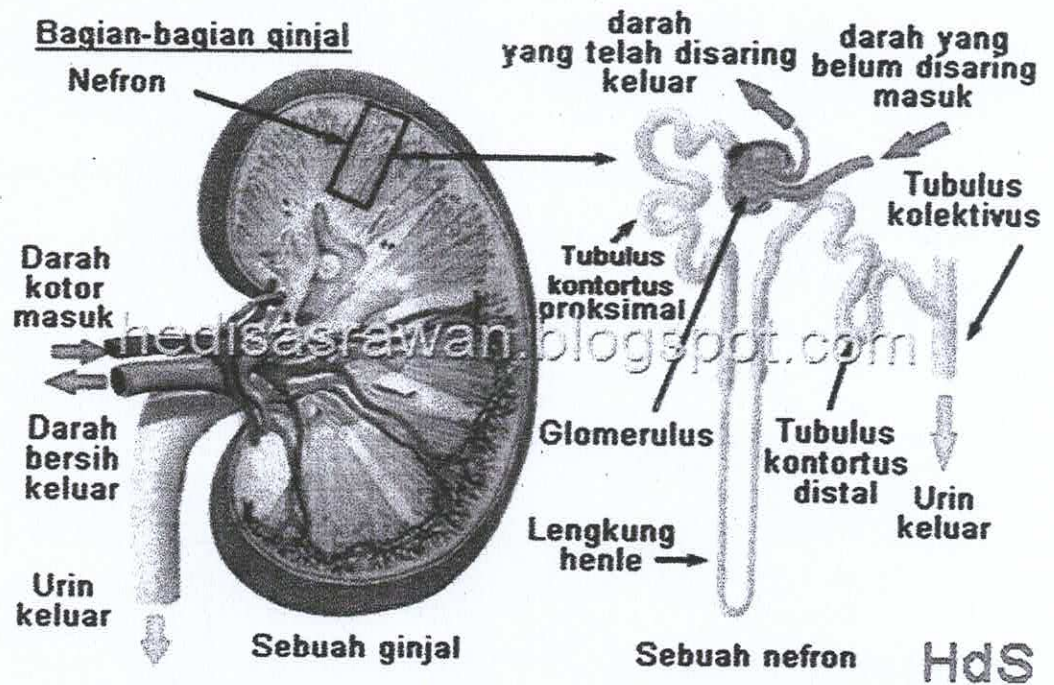 Bagian-bagian ginjal
Nefron
darah
yang telah disaring
keluar
darah yang
belum disaring
masuk
Tubulus
kolektivus
Tubulus
kontortus
proksimal
Darah
kotor
masuk
hedisasrawan.blogspot.com
Darah
bersih
keluar
Glomerulus
Tubulus
kontortus
distal
Urin
keluar
Lengkung
henle
Urin
keluar
Sebuah ginjal
Sebuah nefron
HdS